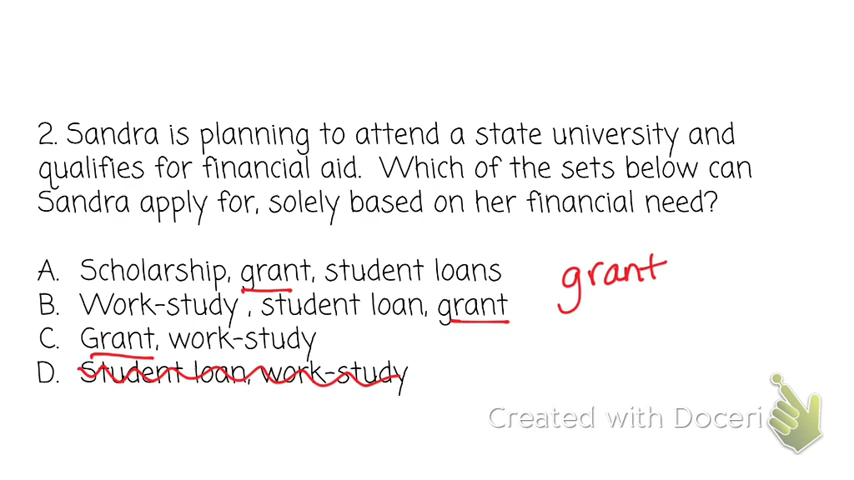 2. Sandra is planning to attend a state university and
qualifies for financial aid. Which of the sets below can
Sandra apply for, solely based on her financial need?
A. Scholarship, grant, student loans
grant
B. Work-study , student loan, grant
C. Grant, work-study
D. Student loan, work-study
Created with Doceri